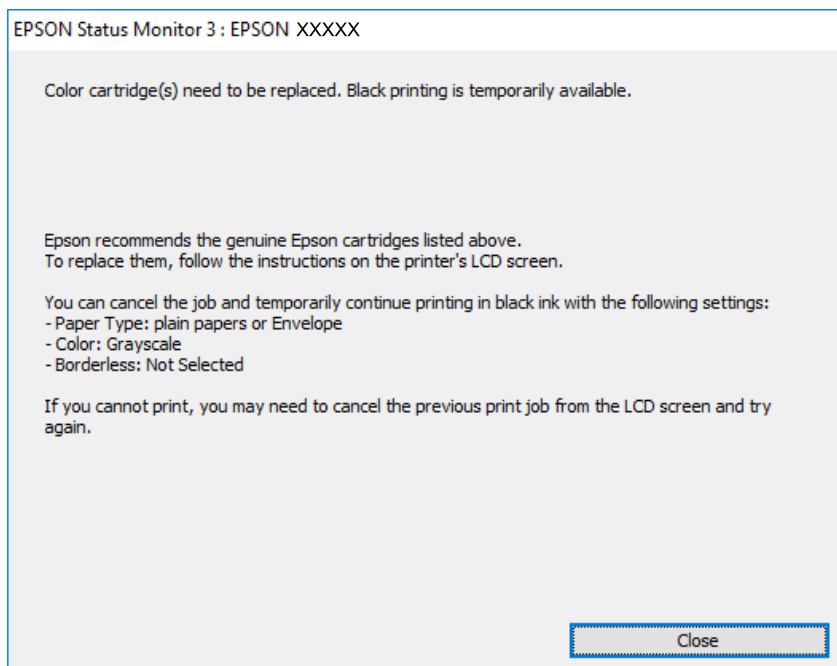 EPSON Status Monitor 3 : EPSON XXXXX
Color cartridge(s) need to be replaced. Black printing is temporarily available.
Epson recommends the genuine Epson cartridges listed above.
To replace them, follow the instructions on the printer's LCD screen.
You can cancel the job and temporarily continue printing in black ink with the following settings:
- Paper Type: plain papers or Envelope
- Color: Grayscale
- Borderless: Not Selected
If you cannot print, you may need to cancel the previous print job from the LCD screen and try
again.
Close